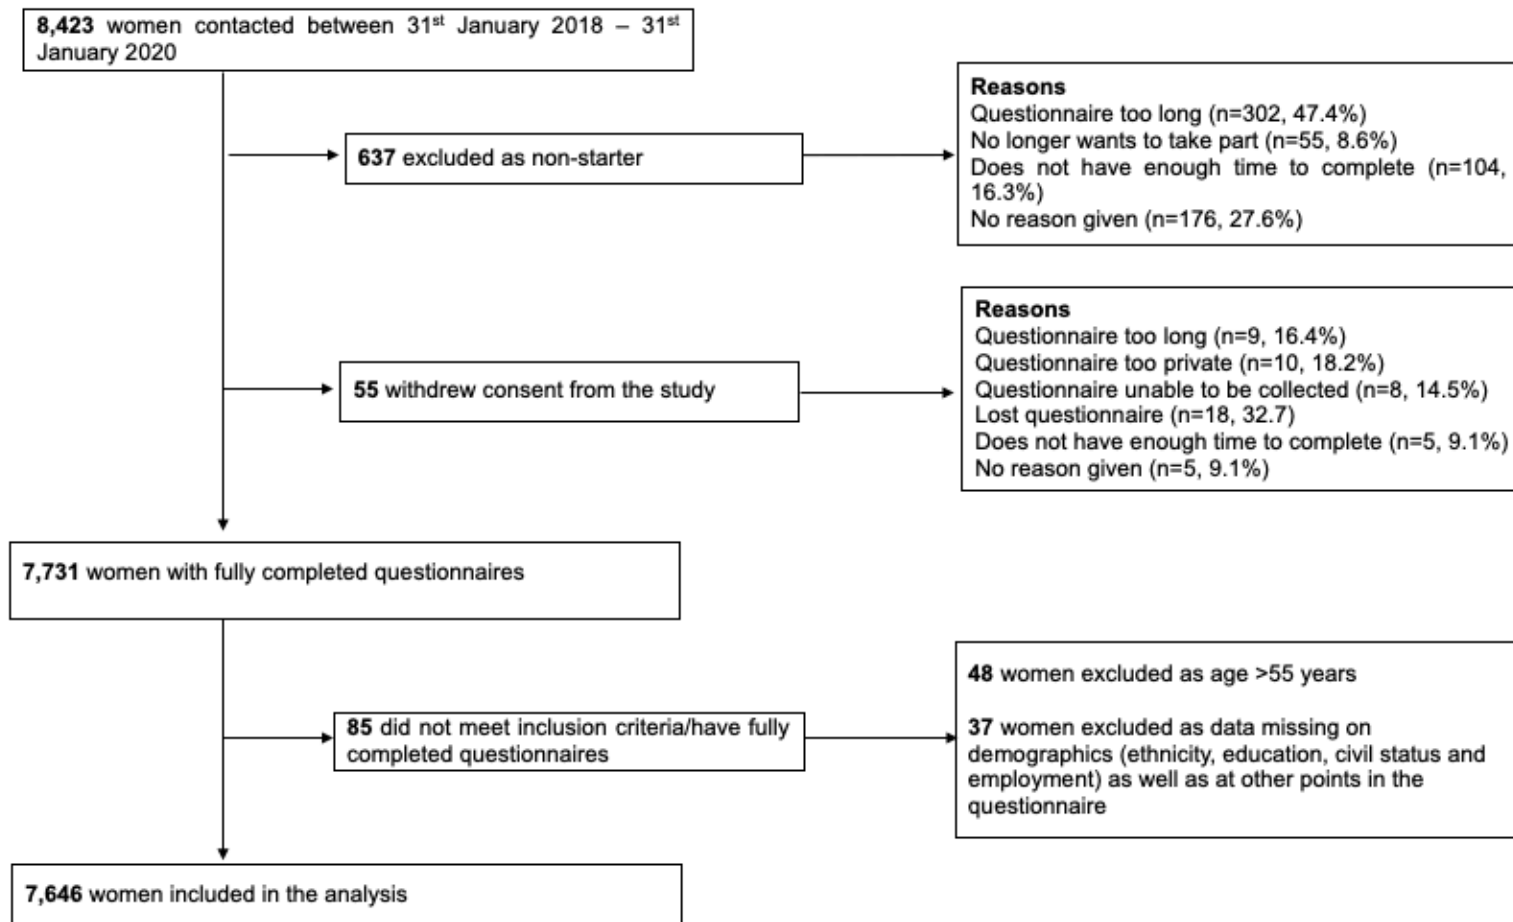 8,423 women contacted between 31st January 2018 – 31st
January 2020
637 excluded as non-starter
Reasons
Questionnaire too long (n=302, 47.4%)
No longer wants to take part (n=55, 8.6%)
Does not have enough time to complete (n=104,
16.3%)
No reason given (n=176, 27.6%)
55 withdrew consent from the study
Reasons
Questionnaire too long (n=9, 16.4%)
Questionnaire too private (n=10, 18.2%)
Questionnaire unable to be collected (n=8, 14.5%)
Lost questionnaire (n=18, 32.7)
Does not have enough time to complete (n=5, 9.1%)
No reason given (n=5, 9.1%)
7,731 women with fully completed questionnaires
85 did not meet inclusion criteria/have fully
completed questionnaires
48 women excluded as age >55 years
37 women excluded as data missing on
demographics (ethnicity, education, civil status and
employment) as well as at other points in the
questionnaire
7,646 women included in the analysis